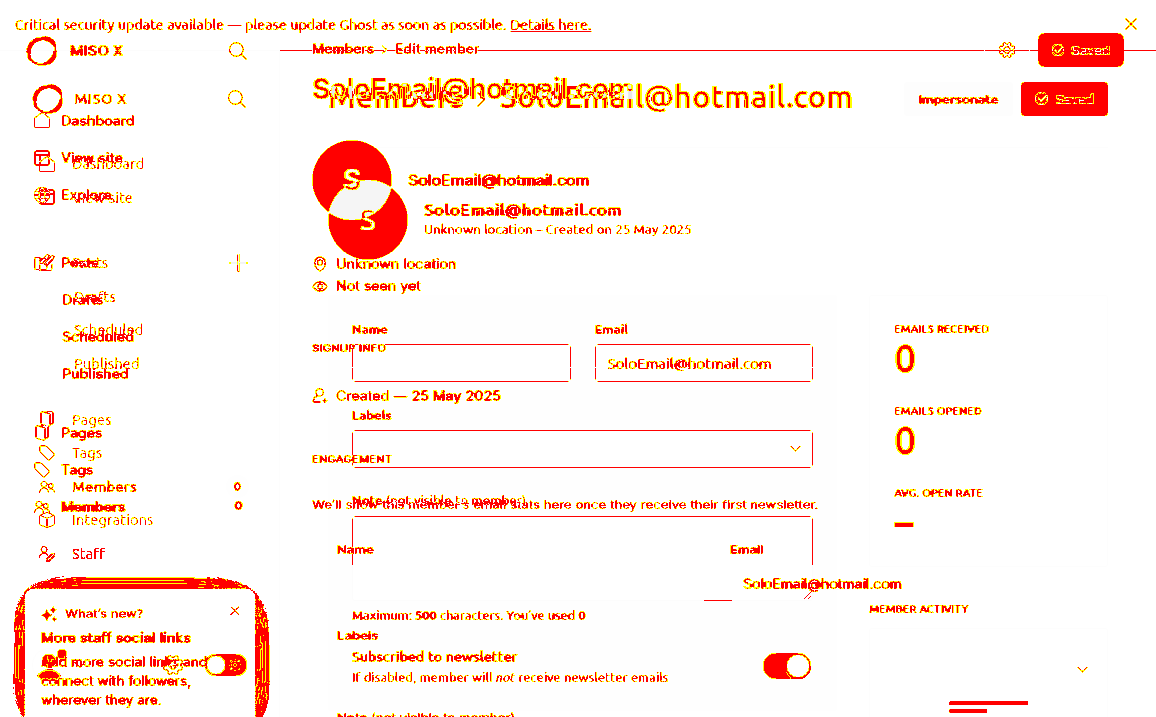 Critical security update available — please update Ghost as soon as possible. Details here.
MISO X
Members
Edit member
Saved
SoloEmail@hotmail.com
Members › SoloEmail@hotmail.com
Impersonate
Saved
MISO X
Dashboard
View site
Dashboard
Explore
View site
S
SoloEmail@hotmail.com
S
SoloEmail@hotmail.com
Unknown location – Created on 25 May 2025
Posts
Posts
Unknown location
Not seen yet
Drafts
Drafts
Scheduled
Scheduled
Published
Published
Name
Email
EMAILS RECEIVED
SIGNUP INFO
SoloEmail@hotmail.com
0
Created — 25 May 2025
Labels
EMAILS OPENED
0
Pages
Pages
Tags
Tags
ENGAGEMENT
Members 0
Members 0
Integrations
Staff
AVG. OPEN RATE
–
Note (not visible to member)
We'll show this member's email stats here once they receive their first newsletter.
Name
Email
SoloEmail@hotmail.com
MEMBER ACTIVITY
Maximum: 500 characters. You've used 0
Labels
Subscribed to newsletter
If disabled, member will not receive newsletter emails
What's new?
More staff social links
Add more social links and
connect with followers,
wherever they are.
Note (not visible to member)